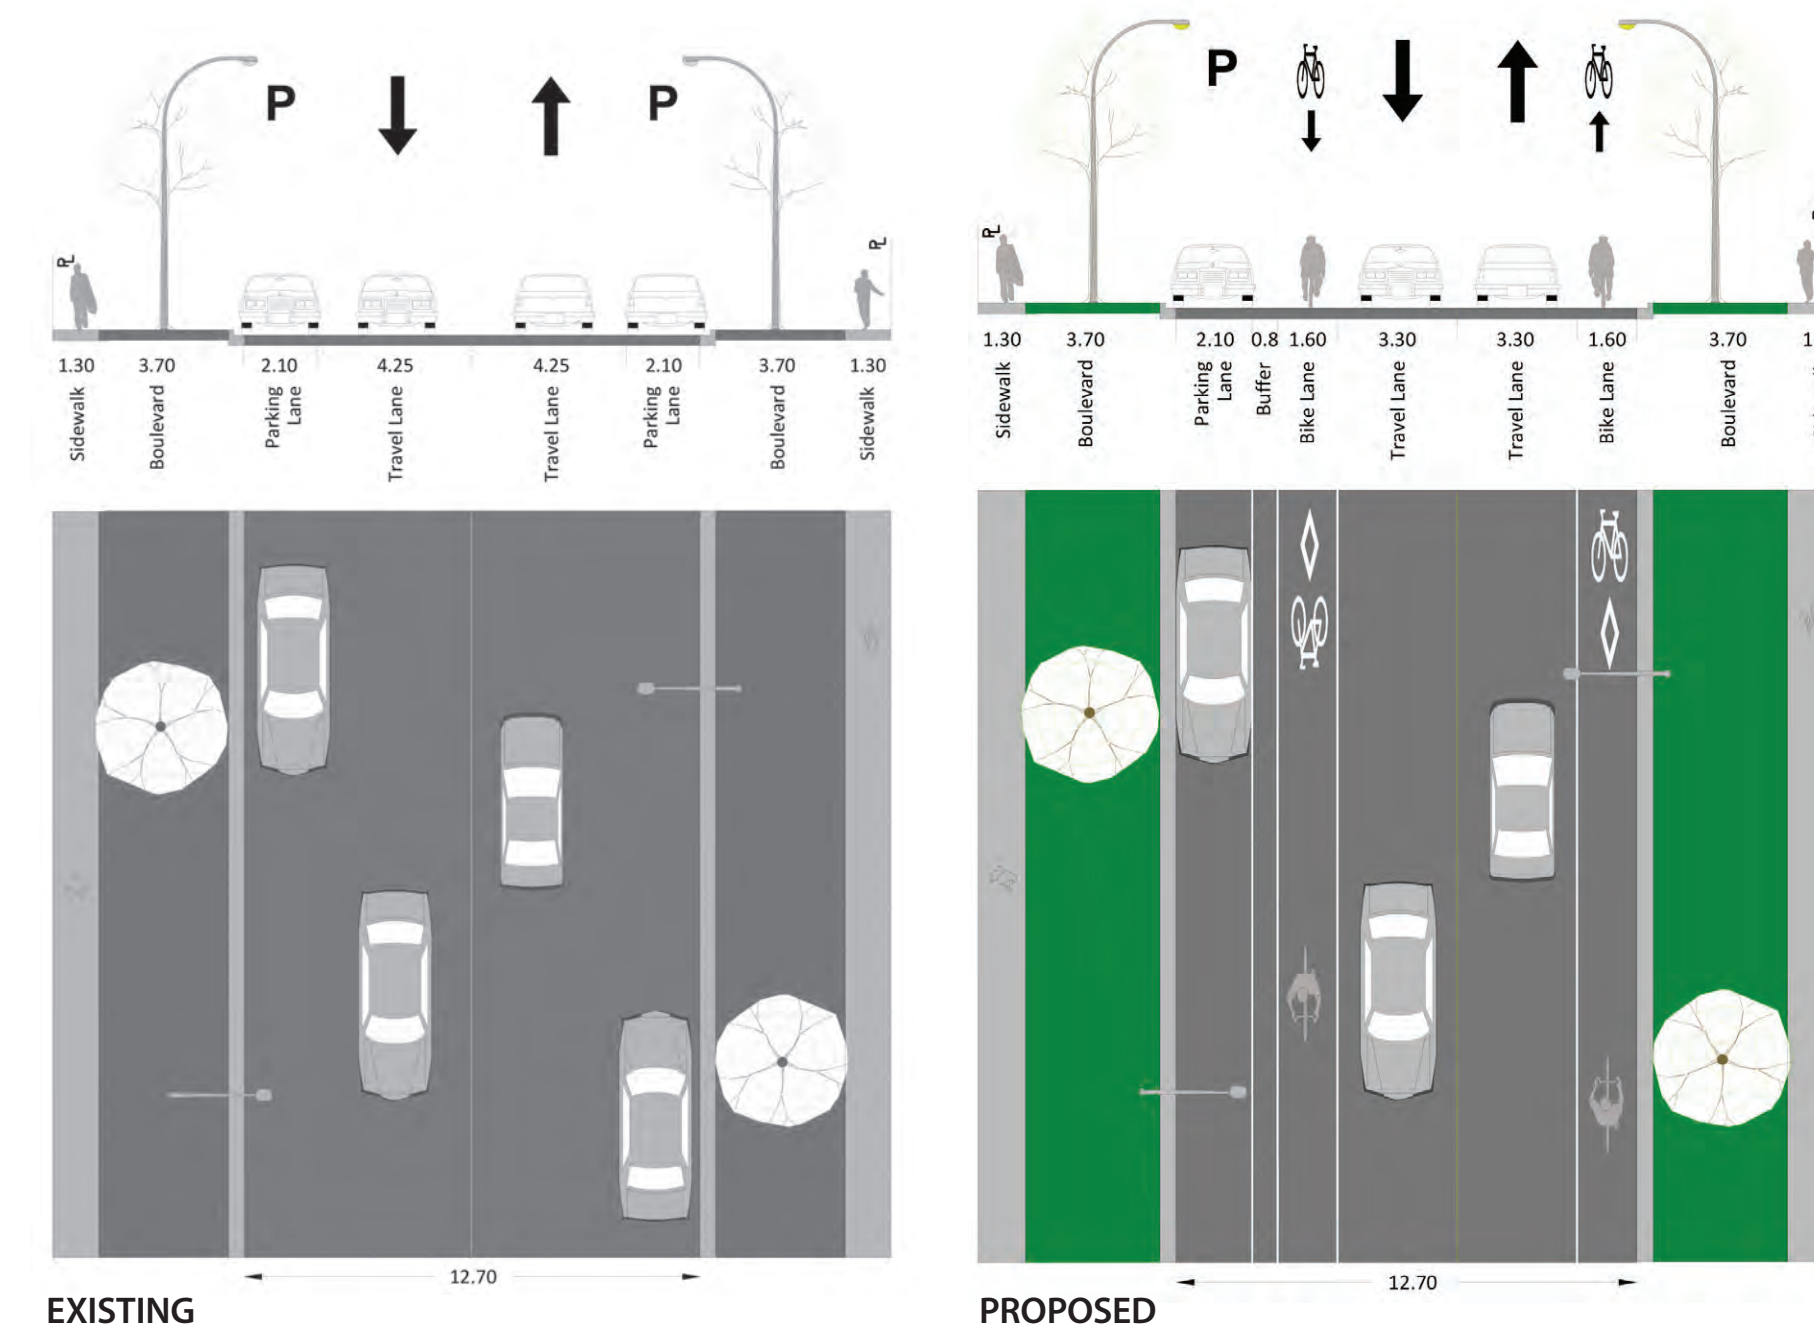 P P
P
PL PL
PL
1.30 3.70 2.10 4.25 4.25 2.10 3.70 1.30
Sidewalk
Boulevard
Parking
Lane
Travel Lane
Travel Lane
Parking
Lane
Boulevard
Sidewalk
12.70
EXISTING
1.30 3.70 2.10 0.8 1.60 3.30 3.30 1.60 3.70
Sidewalk
Boulevard
Parking
Lane
Buffer
Bike Lane
Travel Lane
Travel Lane
Bike Lane
Boulevard
12.70
PROPOSED